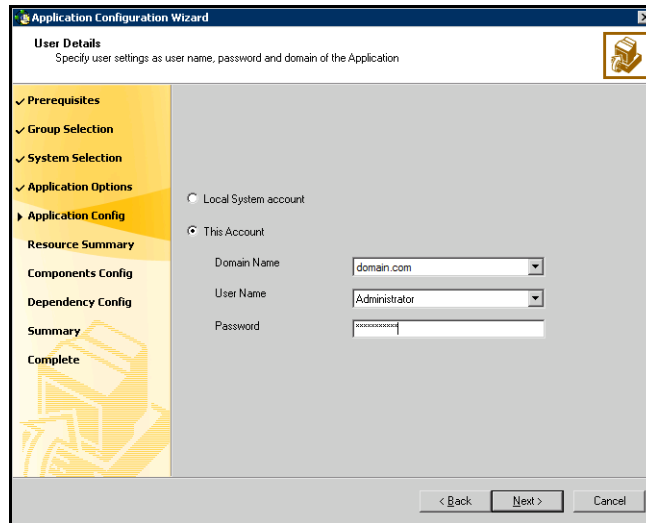 Application Configuration Wizard
User Details
Specify user settings as user name, password and domain of the Application
Prerequisites
Group Selection
System Selection
Application Options
Application Config
Resource Summary
Components Config
Dependency Config
Summary
Complete
Local System account
This Account
Domain Name domain.com
User Name Administrator
Password xxxxxxxxxx
< Back Next > Cancel